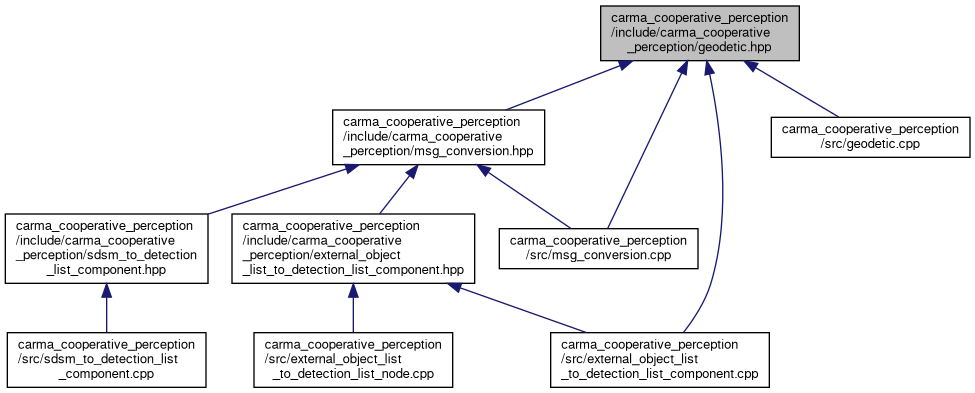 carma_cooperative_perception
/include/carma_cooperative
_perception/geodetic.hpp
carma_cooperative_perception
/include/carma_cooperative
_perception/msg_conversion.hpp
carma_cooperative_perception
/src/geodetic.cpp
carma_cooperative_perception
/include/carma_cooperative
_perception/sdsm_to_detection
_list_component.hpp
carma_cooperative_perception
/include/carma_cooperative
_perception/external_object
_list_to_detection_list_component.hpp
carma_cooperative_perception
/src/msg_conversion.cpp
carma_cooperative_perception
/src/sdsm_to_detection_list
_component.cpp
carma_cooperative_perception
/src/external_object_list
_to_detection_list_node.cpp
carma_cooperative_perception
/src/external_object_list
_to_detection_list_component.cpp